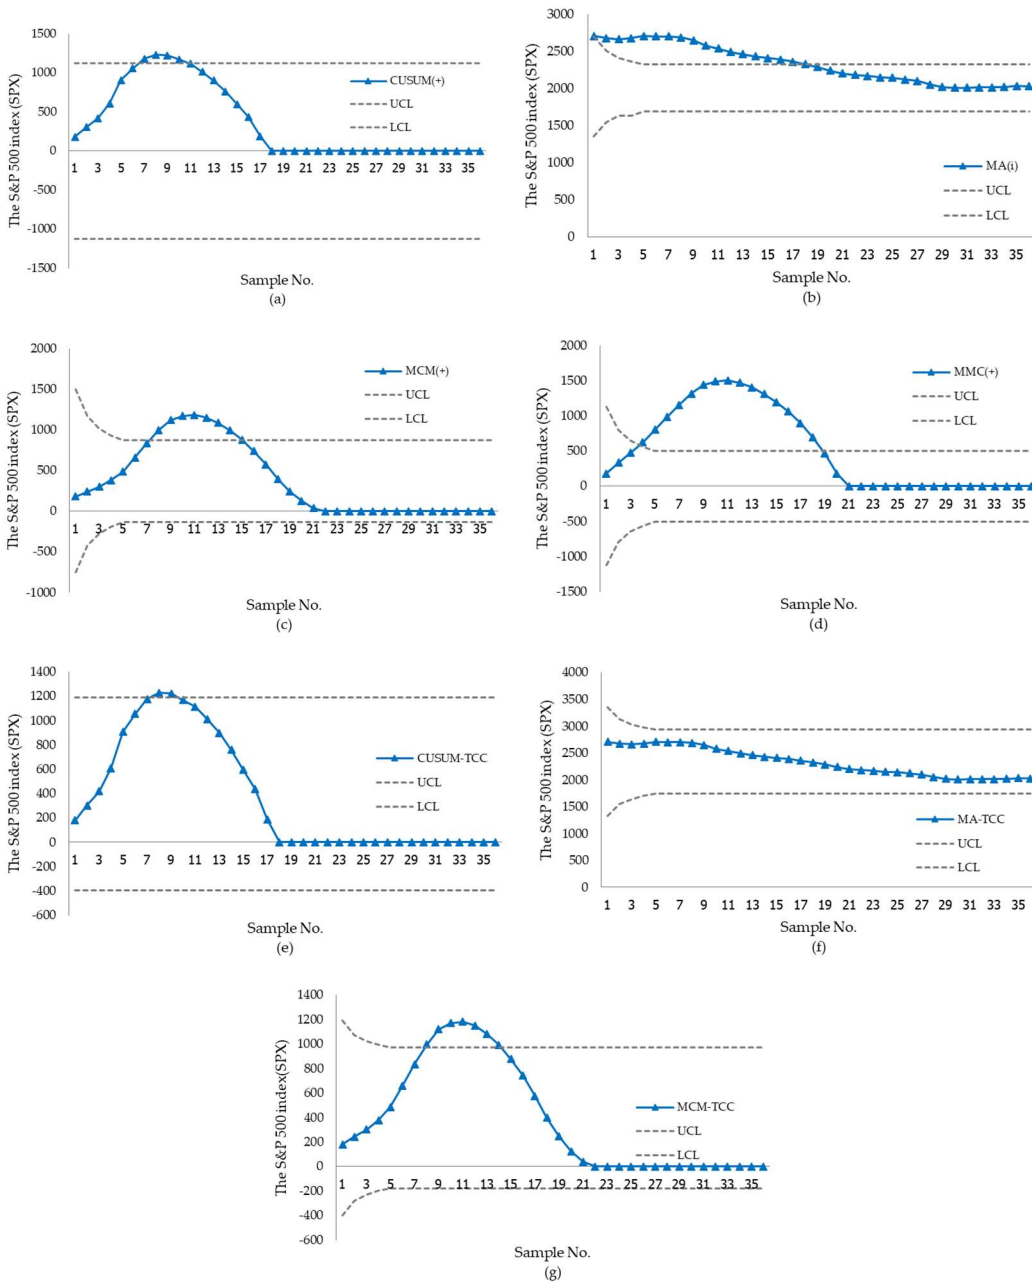 The S&P 500 index (SPX)
1500
1000
500
0
-500
-1000
-1500
1 3 5 7 9 11 13 15 17 19 21 23 25 27 29 31 33 35
CUSUM(+)
UCL
LCL
Sample No.
(a)
The S&P 500 index (SPX)
3000
2500
2000
1500
1000
500
0
MA(i)
UCL
LCL
1 3 5 7 9 11 13 15 17 19 21 23 25 27 29 31 33 35
Sample No.
(b)
The S&P 500 index (SPX)
2000
1500
1000
500
0
-500
-1000
MCM(+)
UCL
LCL
1 3 5 7 9 11 13 15 17 19 21 23 25 27 29 31 33 35
Sample No.
(c)
The S&P 500 index (SPX)
2000
1500
1000
500
0
-500
-1000
-1500
MMC(+)
UCL
LCL
1 3 5 7 9 11 13 15 17 19 21 23 25 27 29 31 33 35
Sample No.
(d)
The S&P 500 index (SPX)
1400
1200
1000
800
600
400
200
0
-200
-400
-600
CUSUM-TCC
UCL
LCL
1 3 5 7 9 11 13 15 17 19 21 23 25 27 29 31 33 35
Sample No.
(e)
The S&P 500 index (SPX)
4000
3500
3000
2500
2000
1500
1000
500
0
MA-TCC
UCL
LCL
1 3 5 7 9 11 13 15 17 19 21 23 25 27 29 31 33 35
Sample No.
(f)
The S&P 500 index(SPX)
1400
1200
1000
800
600
400
200
0
-200
-400
-600
MCM-TCC
UCL
LCL
1 3 5 7 9 11 13 15 17 19 21 23 25 27 29 31 33 35
Sample No.
(g)